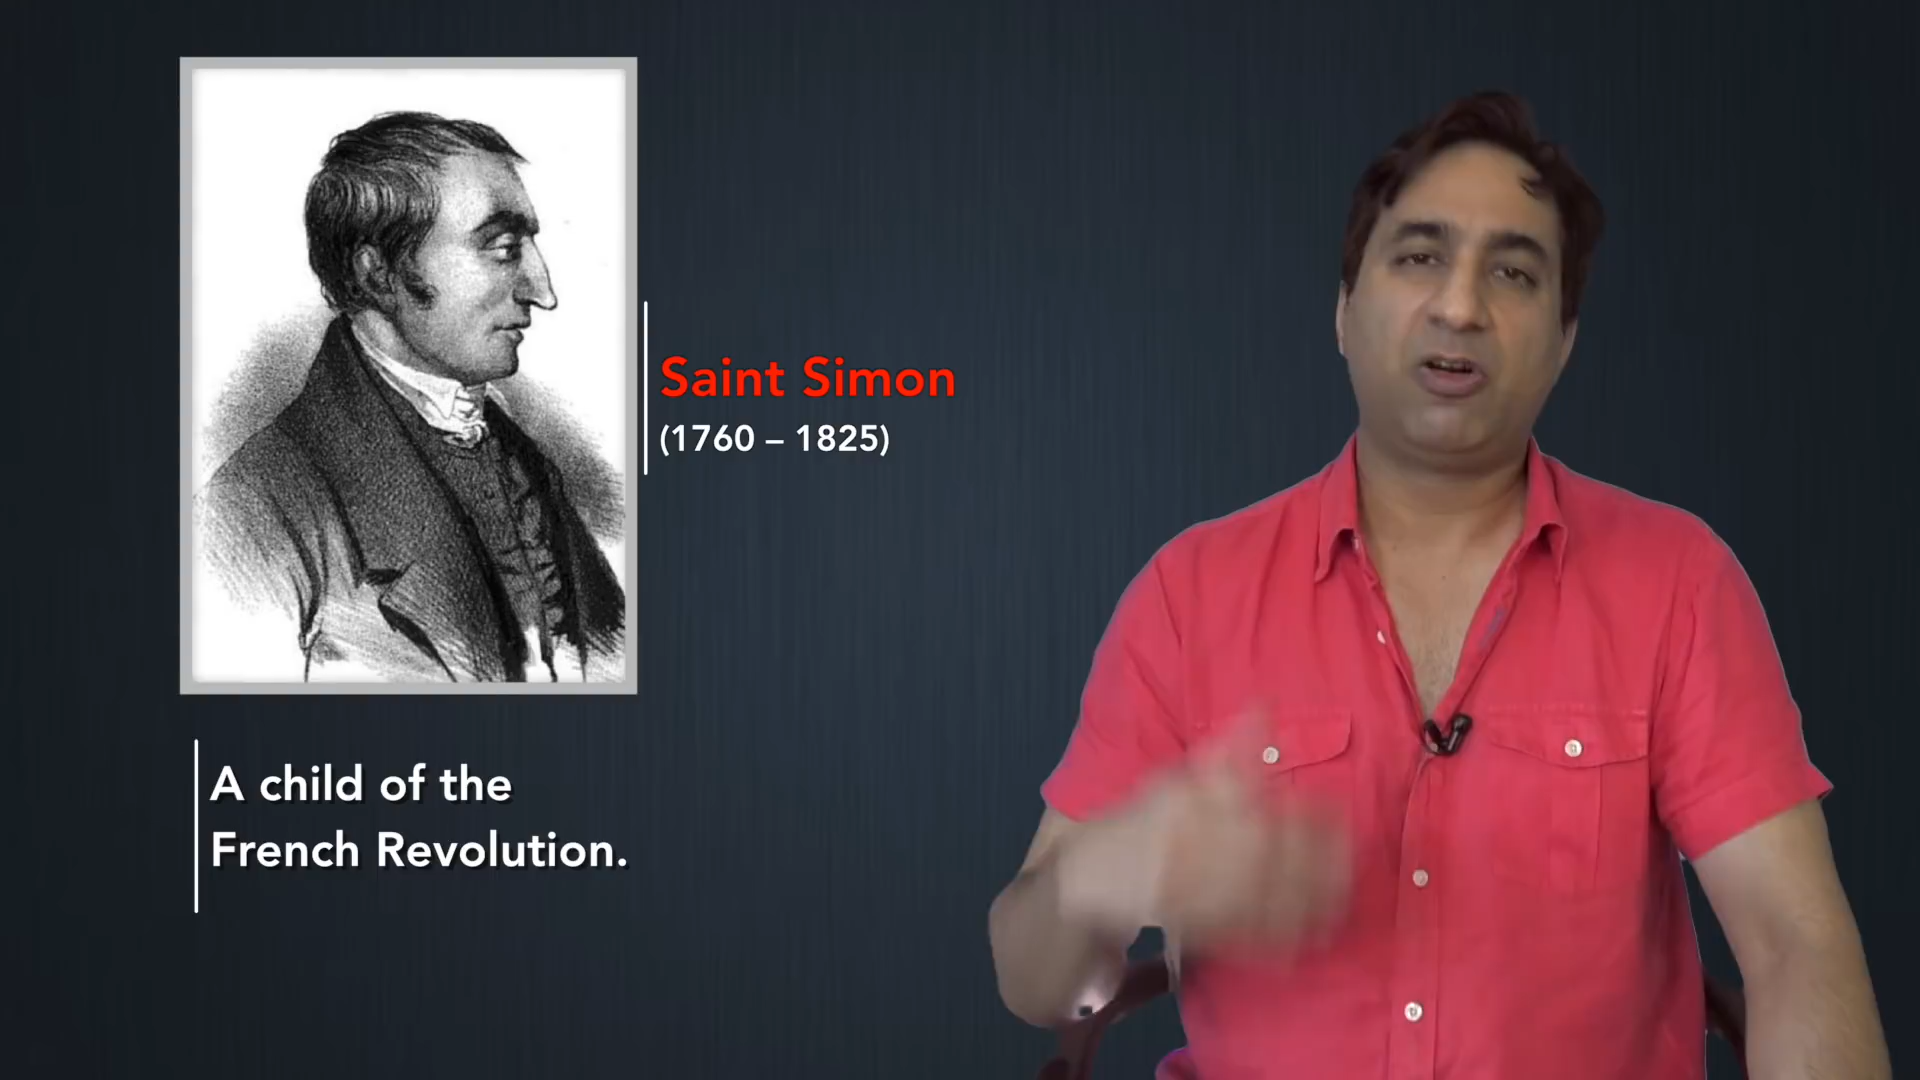 Saint Simon
(1760 – 1825)
A child of the
French Revolution.